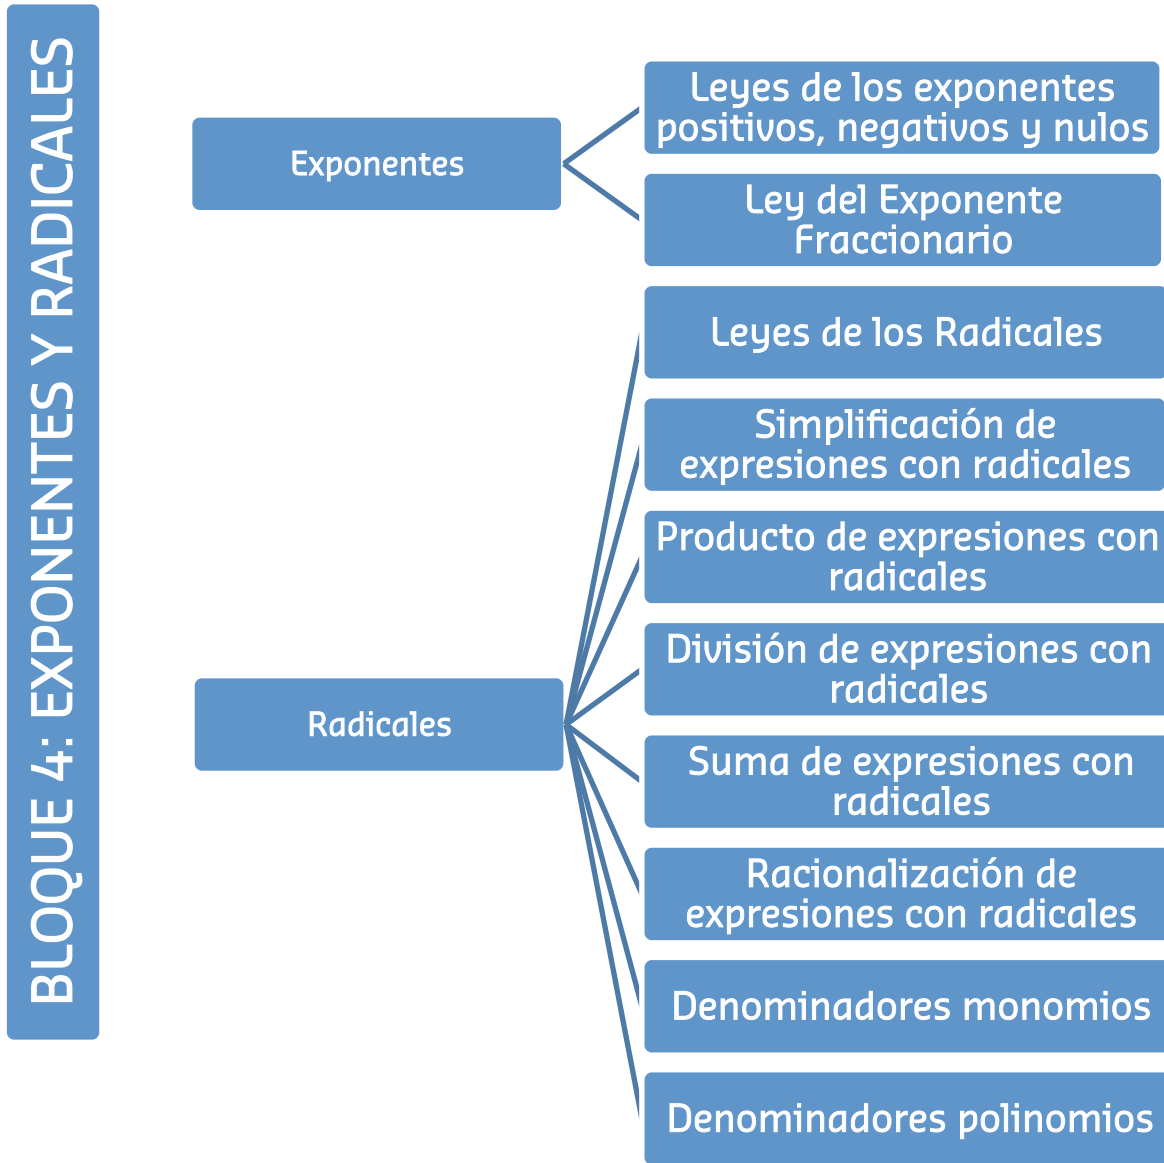 BLOQUE 4: EXPONENTES Y RADICALES
Exponentes
Leyes de los exponentes
positivos, negativos y nulos
Ley del Exponente
Fraccionario
Radicales
Leyes de los Radicales
Simplificación de
expresiones con radicales
Producto de expresiones con
radicales
División de expresiones con
radicales
Suma de expresiones con
radicales
Racionalización de
expresiones con radicales
Denominadores monomios
Denominadores polinomios